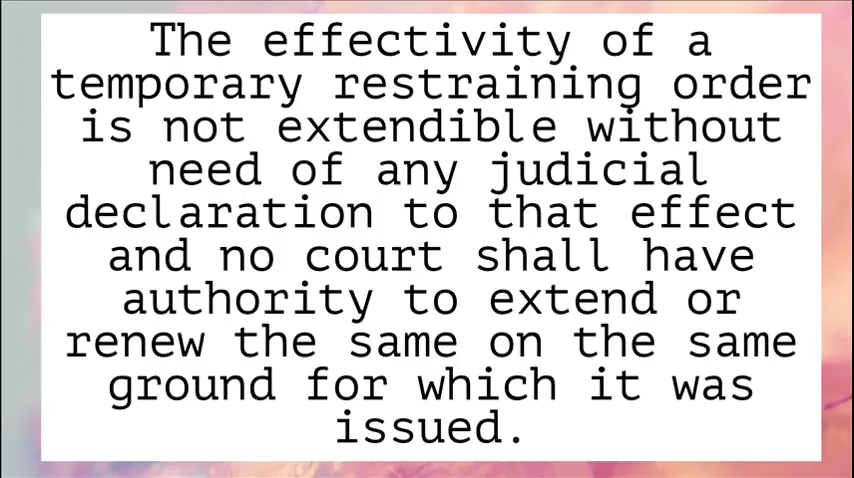 The effectivity of a
temporary restraining order
is not extendible without
need of any judicial
declaration to that effect
and no court shall have
authority to extend or
renew the same on the same
ground for which it was
issued.